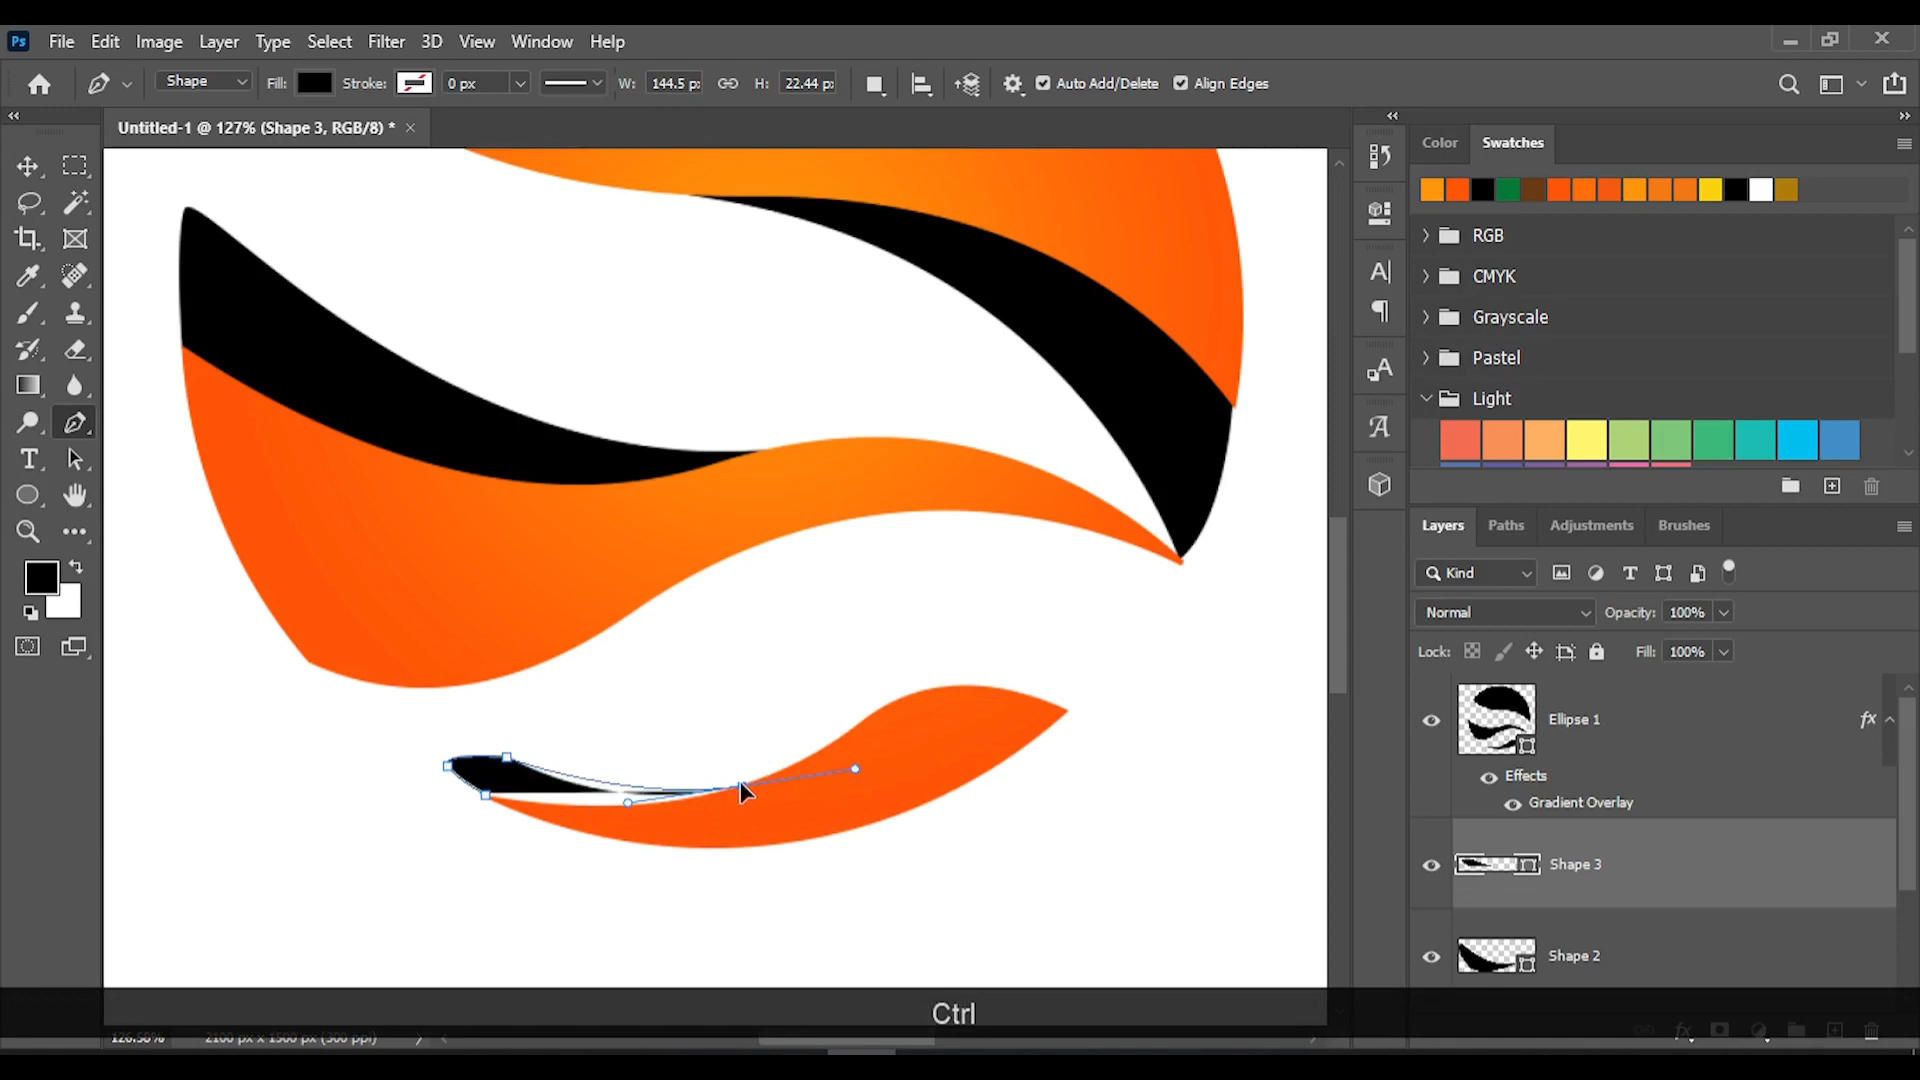 Ps File Edit Image Layer Type Select Filter 3D View Window Help
Shape Fill: Stroke: 0 px W: 144.5 p H: 22.44 p Auto Add/Delete Align Edges
Untitled-1 @ 127% (Shape 3, RGB/8) * ×
Color Swatches
RGB
CMYK
Grayscale
Pastel
Light
Layers Paths Adjustments Brushes
Kind
Normal Opacity: 100%
Lock: Fill: 100%
Ellipse 1 fx
Effects
Gradient Overlay
Shape 3
Shape 2
Ctrl
126.58% 2100 px x 1500 px (300 ppi)